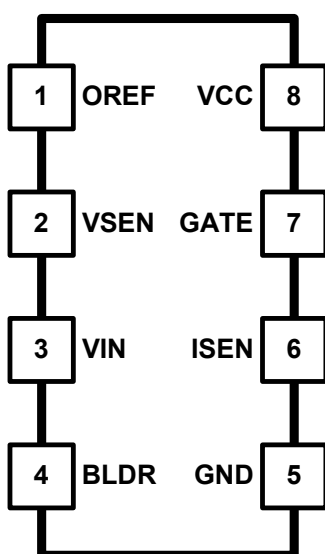 1 OREF VCC 8
2 VSEN GATE 7
3 VIN ISEN 6
4 BLDR GND 5